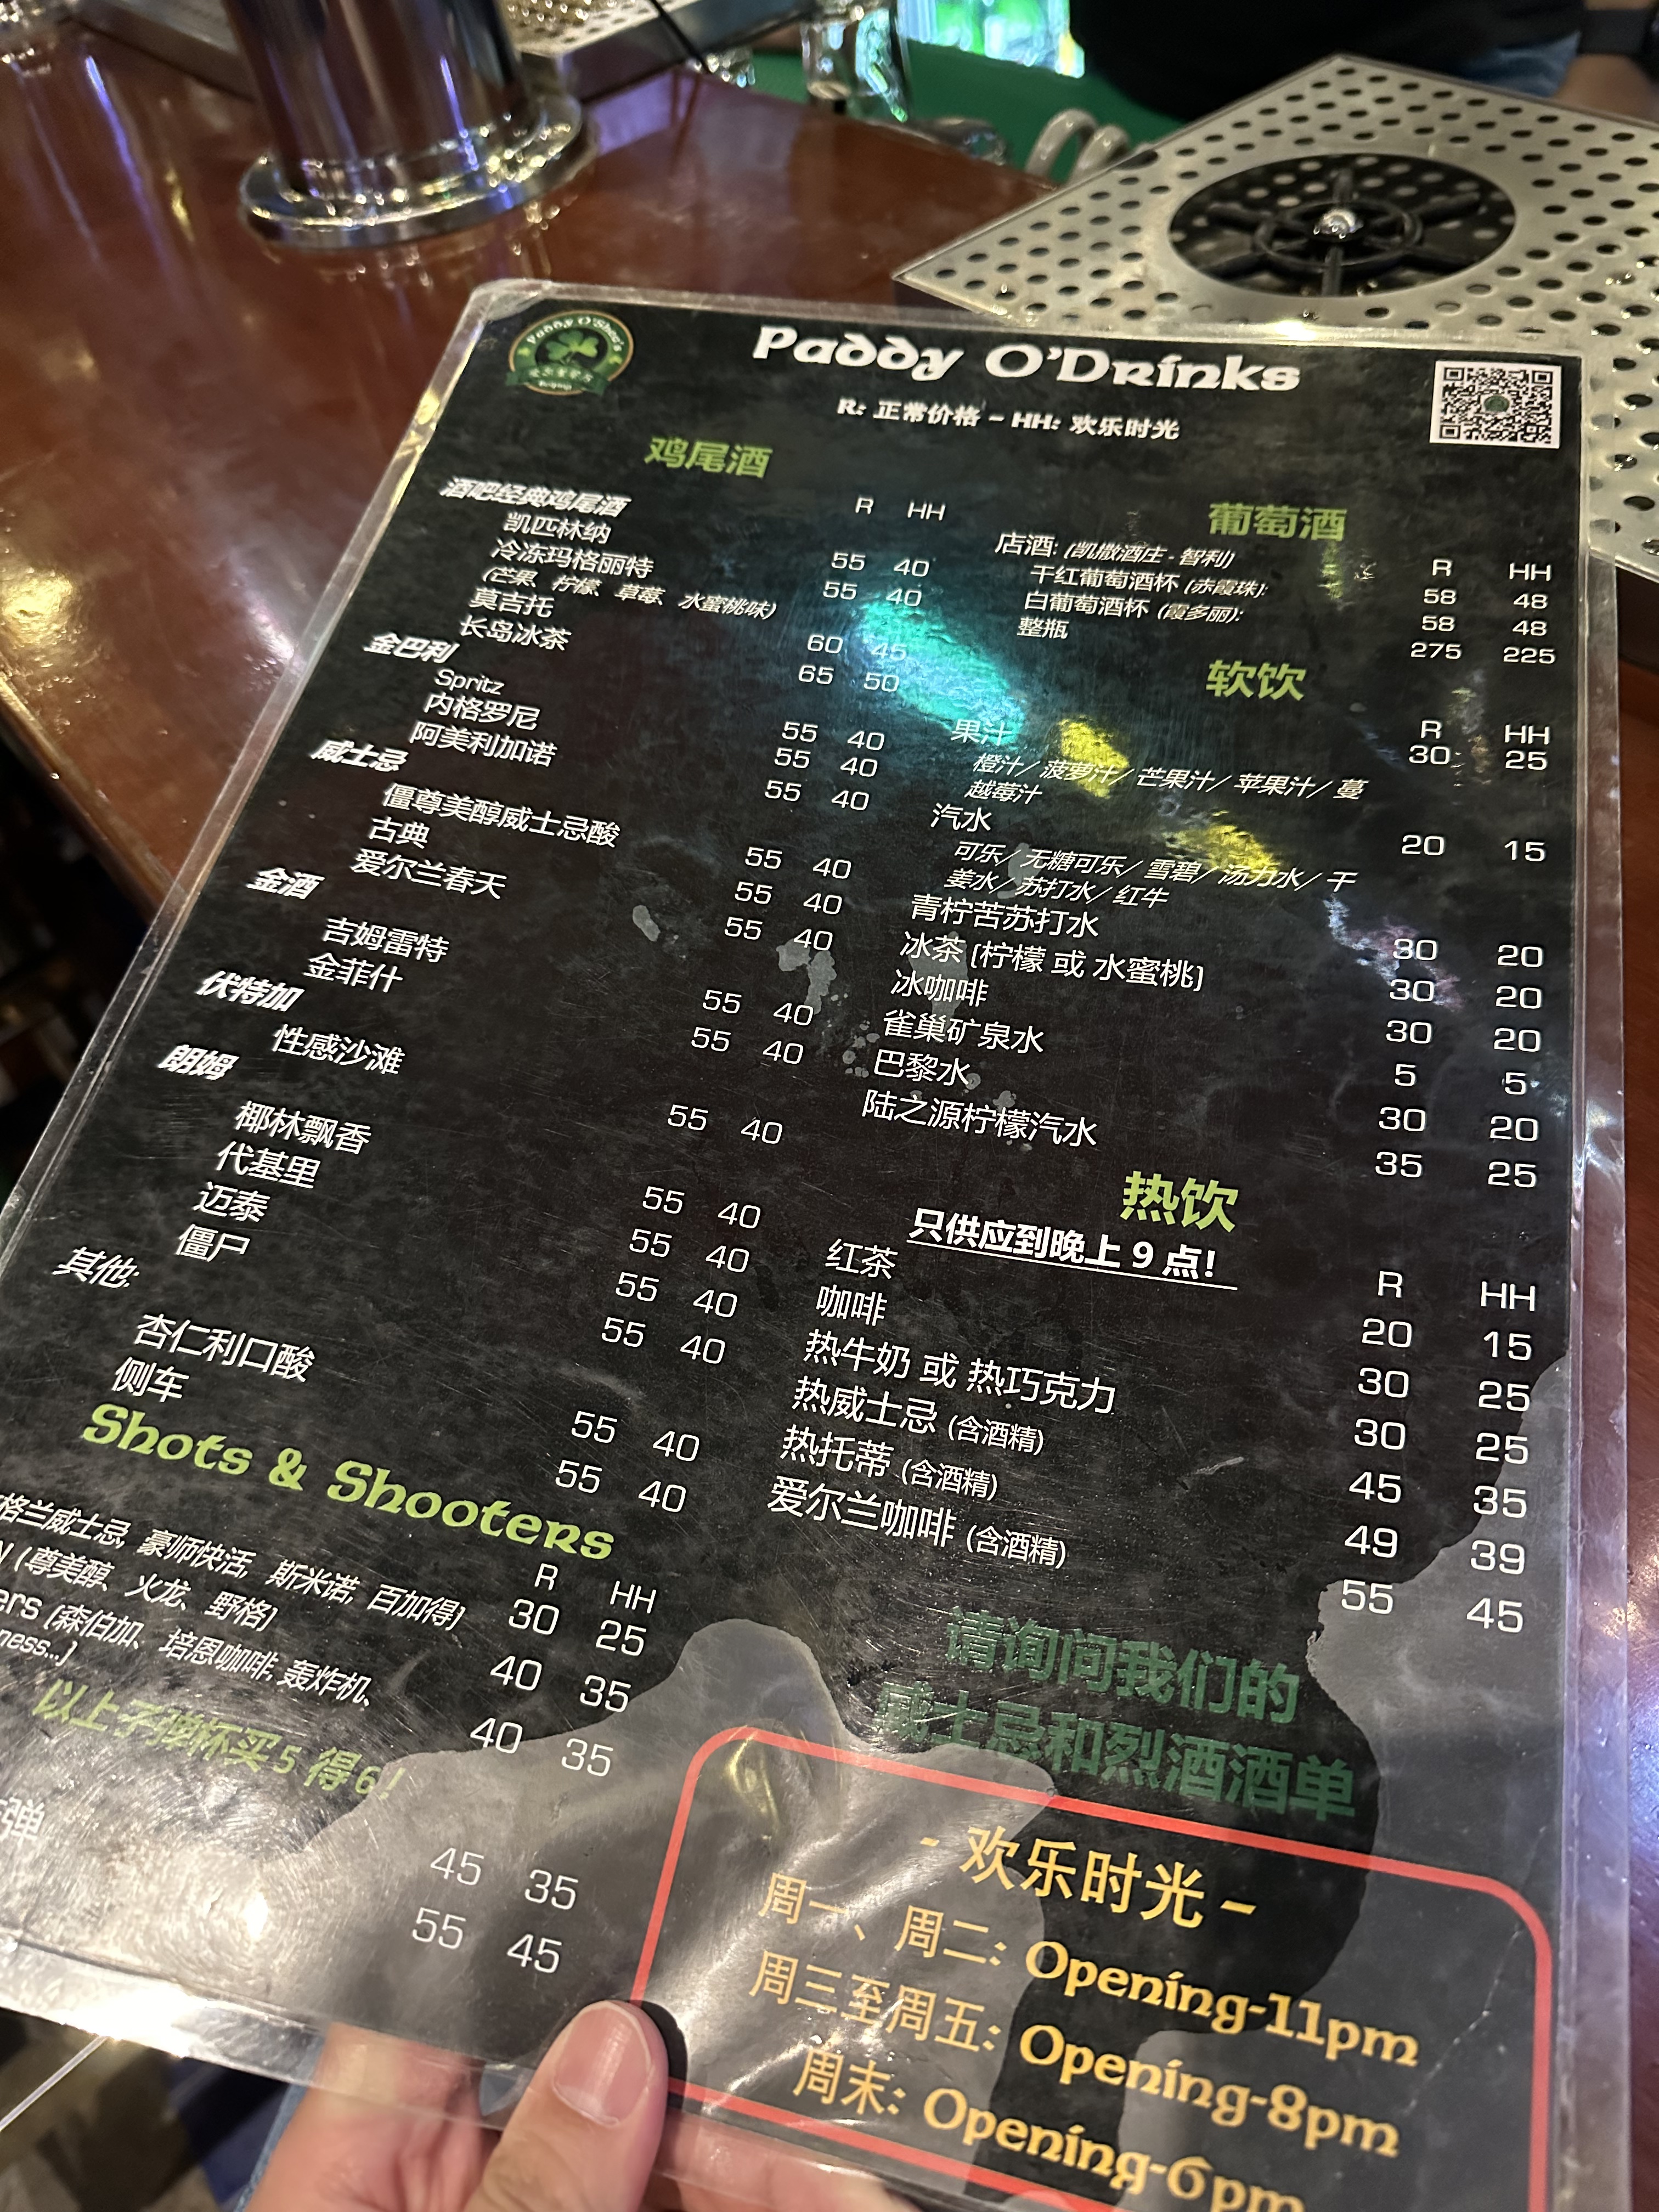 Paddy O'Shea's
Beijing
Paddy O'Drinks
R: 正常价格 – HH: 欢乐时光
鸡尾酒
R HH
酒吧经典鸡尾酒
凯匹林纳 55 40
冷冻玛格丽特 55 40
(芒果、柠檬、草莓、水蜜桃味)
莫吉托 60 45
长岛冰茶 65 50
金巴利
Spritz 55 40
内格罗尼 55 40
阿美利加诺 55 40
威士忌
僵尊美醇威士忌酸 55 40
古典 55 40
爱尔兰春天 55 40
金酒
吉姆雷特 55 40
金菲什 55 40
伏特加
性感沙滩 55 40
朗姆
椰林飘香 55 40
代基里 55 40
迈泰 55 40
僵尸 55 40
其他:
杏仁利口酸 55 40
侧车 55 40
Shots & Shooters
R HH
格兰威士忌, 豪师快活, 斯米诺, 百加得) 30 25
(尊美醇、火龙、野格) 40 35
ers (森伯加、培恩咖啡, 轰炸机、 40 35
ness...)
以上子弹杯买 5 得 6 !
弹 45 35
55 45
葡萄酒
R HH
店酒: (凯撒酒庄 - 智利)
干红葡萄酒杯 (赤霞珠): 58 48
白葡萄酒杯 (霞多丽): 58 48
整瓶 275 225
软饮
R HH
果汁 30 25
橙汁/ 菠萝汁/ 芒果汁/ 苹果汁/ 蔓
越莓汁
汽水 20 15
可乐/ 无糖可乐/ 雪碧/ 汤力水/ 干
姜水/ 苏打水/ 红牛
青柠苦苏打水 30 20
冰茶 (柠檬 或 水蜜桃) 30 20
冰咖啡 30 20
雀巢矿泉水 5 5
巴黎水 30 20
陆之源柠檬汽水 35 25
热饮
只供应到晚上 9 点!
R HH
红茶 20 15
咖啡 30 25
热牛奶 或 热巧克力 30 25
热威士忌 (含酒精) 45 35
热托蒂 (含酒精) 49 39
爱尔兰咖啡 (含酒精) 55 45
请询问我们的
威士忌和烈酒酒单
- 欢乐时光 –
周一、周二: Opening-11pm
周三至周五: Opening-8pm
周末: Opening-6pm